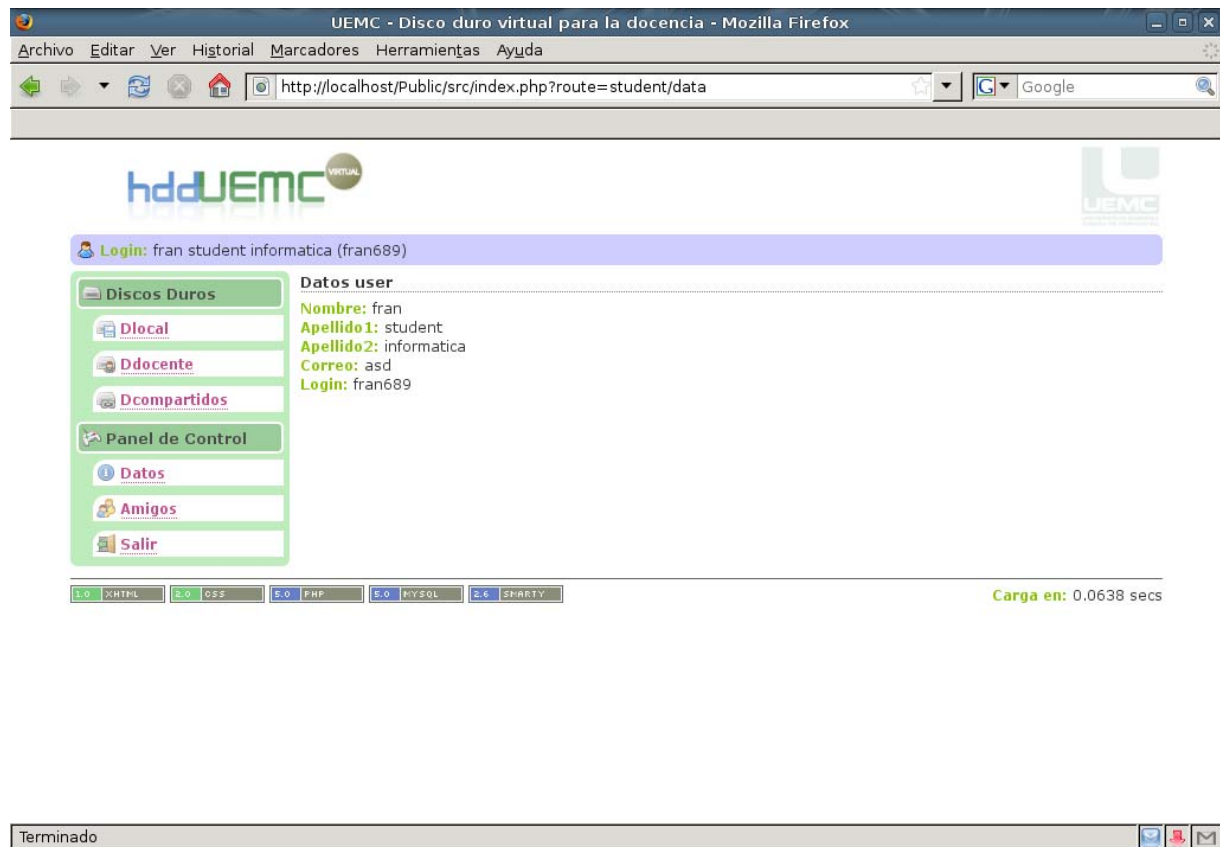 UEMC - Disco duro virtual para la docencia - Mozilla Firefox
Archivo Editar Ver Historial Marcadores Herramientas Ayuda
http://localhost/Public/src/index.php?route=student/data
G Google
hddUEMC VIRTUAL
UEMC
Login: fran student informatica (fran689)
Discos Duros
Dlocal
Ddocente
Dcompartidos
Panel de Control
Datos
Amigos
Salir
Datos user
Nombre: fran
Apellido1: student
Apellido2: informatica
Correo: asd
Login: fran689
1.0 XHTML 2.0 CSS 5.0 PHP 5.0 MYSQL 2.6 SMARTY
Carga en: 0.0638 secs
Terminado